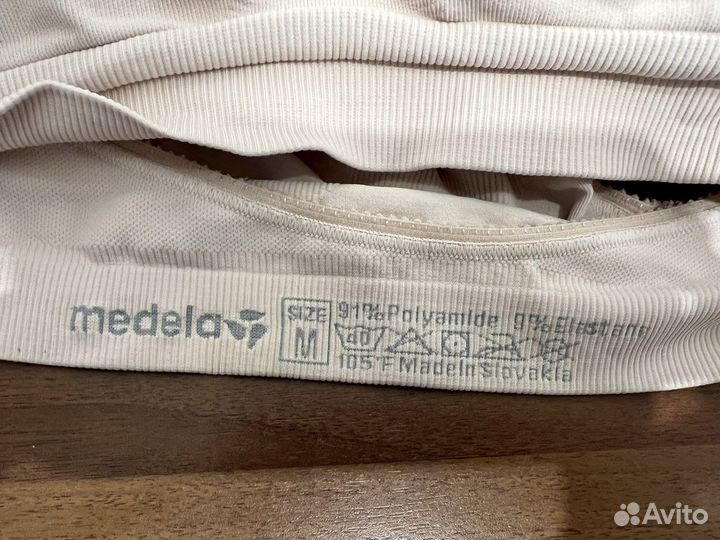 medela
SIZE
M
91% Polyamide 9% Elastane
40
105°F Made in Slovakia
Avito